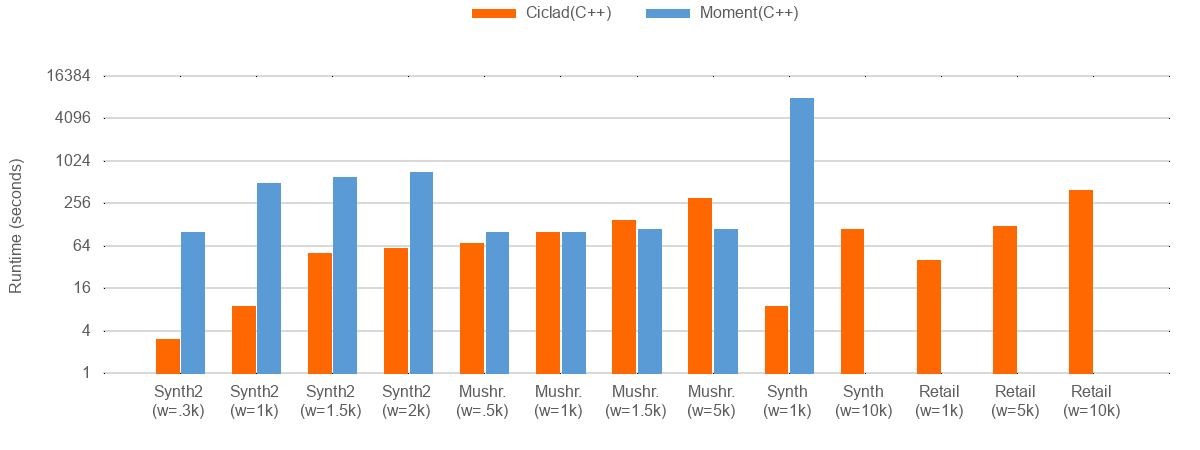 Ciclad(C++) Moment(C++)
16384
4096
1024
256
64
16
4
1
Runtime (seconds)
Synth2 Synth2 Synth2 Synth2 Mushr. Mushr. Mushr. Mushr. Synth Synth Retail Retail Retail
(w=.3k) (w=1k) (w=1.5k) (w=2k) (w=.5k) (w=1k) (w=1.5k) (w=5k) (w=1k) (w=10k) (w=1k) (w=5k) (w=10k)